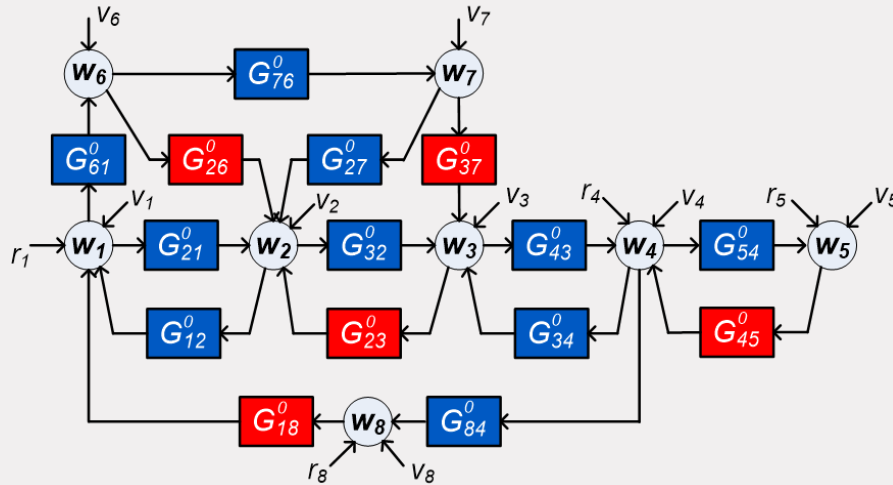 v6 v7
w6 G⁰76 w7
G⁰61 G⁰26 G⁰27 G⁰37
v1 v2 v3 r4 v4 r5 v5
r1 w1 G⁰21 w2 G⁰32 w3 G⁰43 w4 G⁰54 w5
G⁰12 G⁰23 G⁰34 G⁰45
G⁰18 w8 G⁰84
r8 v8